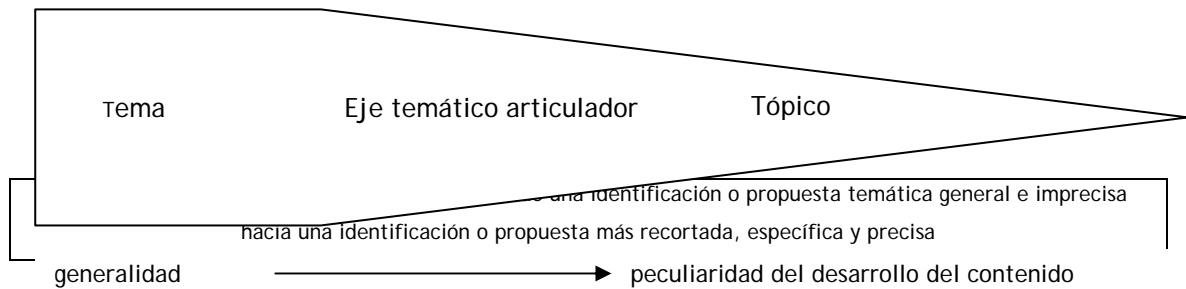 Tema Eje temático articulador Tópico
una identificación o propuesta temática general e imprecisa
hacia una identificación o propuesta más recortada, específica y precisa
generalidad peculiaridad del desarrollo del contenido